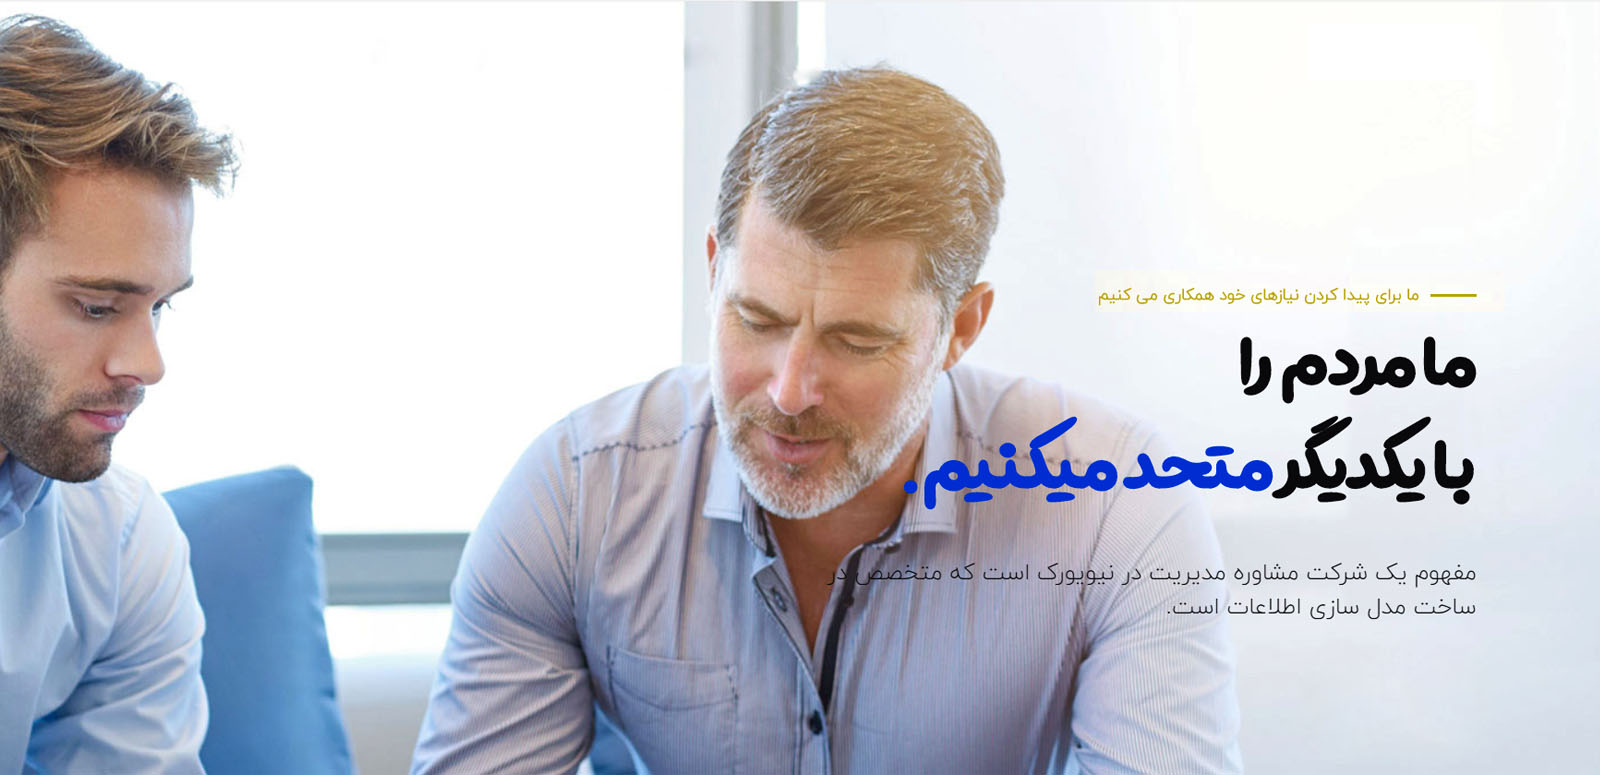 ما برای پیدا کردن نیازهای خود همکاری می کنیم
ما مردم را
با یکدیگر متحد میکنیم.
مفهوم یک شرکت مشاوره مدیریت در نیویورک است که متخصص در
ساخت مدل سازی اطلاعات است.